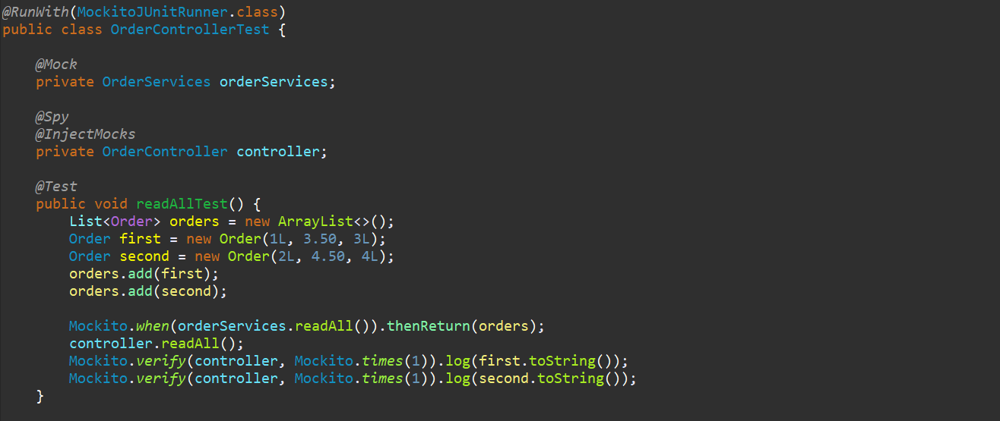 @RunWith(MockitoJUnitRunner.class)
public class OrderControllerTest {
@Mock
private OrderServices orderServices;
@Spy
@InjectMocks
private OrderController controller;
@Test
public void readAllTest() {
List<Order> orders = new ArrayList<>();
Order first = new Order(1L, 3.50, 3L);
Order second = new Order(2L, 4.50, 4L);
orders.add(first);
orders.add(second);
Mockito.when(orderServices.readAll()).thenReturn(orders);
controller.readAll();
Mockito.verify(controller, Mockito.times(1)).log(first.toString());
Mockito.verify(controller, Mockito.times(1)).log(second.toString());
}